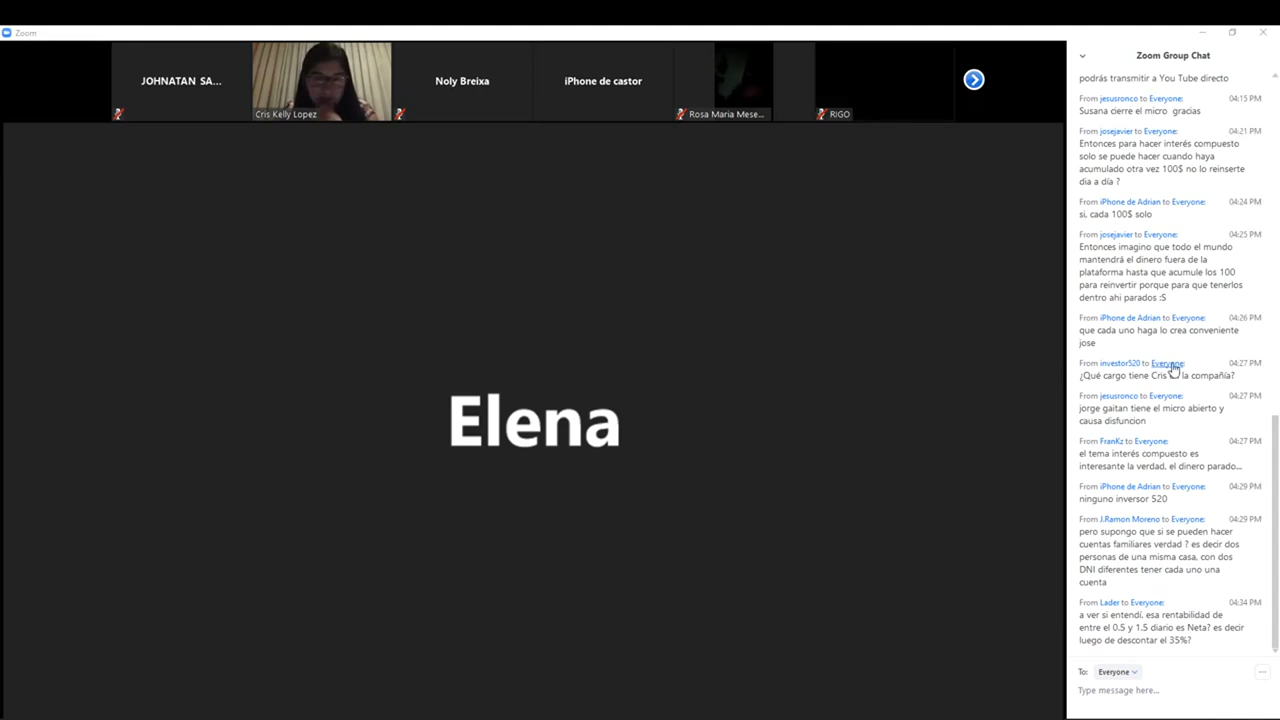 Zoom
JOHNATAN SA...
Cris Kelly Lopez
Noly Breixa
iPhone de castor
Rosa Maria Mese...
RIGO
Elena
Zoom Group Chat
podrás transmitir a You Tube directo
From jesusronco to Everyone: 04:15 PM
Susana cierre el micro gracias
From josejavier to Everyone: 04:21 PM
Entonces para hacer interés compuesto
solo se puede hacer cuando haya
acumulado otra vez 100$ no lo reinserte
dia a día ?
From iPhone de Adrian to Everyone: 04:24 PM
si, cada 100$ solo
From josejavier to Everyone: 04:25 PM
Entonces imagino que todo el mundo
mantendrá el dinero fuera de la
plataforma hasta que acumule los 100
para reinvertir porque para que tenerlos
dentro ahi parados :S
From iPhone de Adrian to Everyone: 04:26 PM
que cada uno haga lo crea conveniente
jose
From investor520 to Everyone: 04:27 PM
¿Qué cargo tiene Cris la compañía?
From jesusronco to Everyone: 04:27 PM
jorge gaitan tiene el micro abierto y
causa disfuncion
From FranKz to Everyone: 04:27 PM
el tema interés compuesto es
interesante la verdad, el dinero parado...
From iPhone de Adrian to Everyone: 04:29 PM
ninguno inversor 520
From J.Ramon Moreno to Everyone: 04:29 PM
pero supongo que si se pueden hacer
cuentas familiares verdad ? es decir dos
personas de una misma casa, con dos
DNI diferentes tener cada uno una
cuenta
From Lader to Everyone: 04:34 PM
a ver si entendí. esa rentabilidad de
entre el 0.5 y 1.5 diario es Neta? es decir
luego de descontar el 35%?
To: Everyone
Type message here...